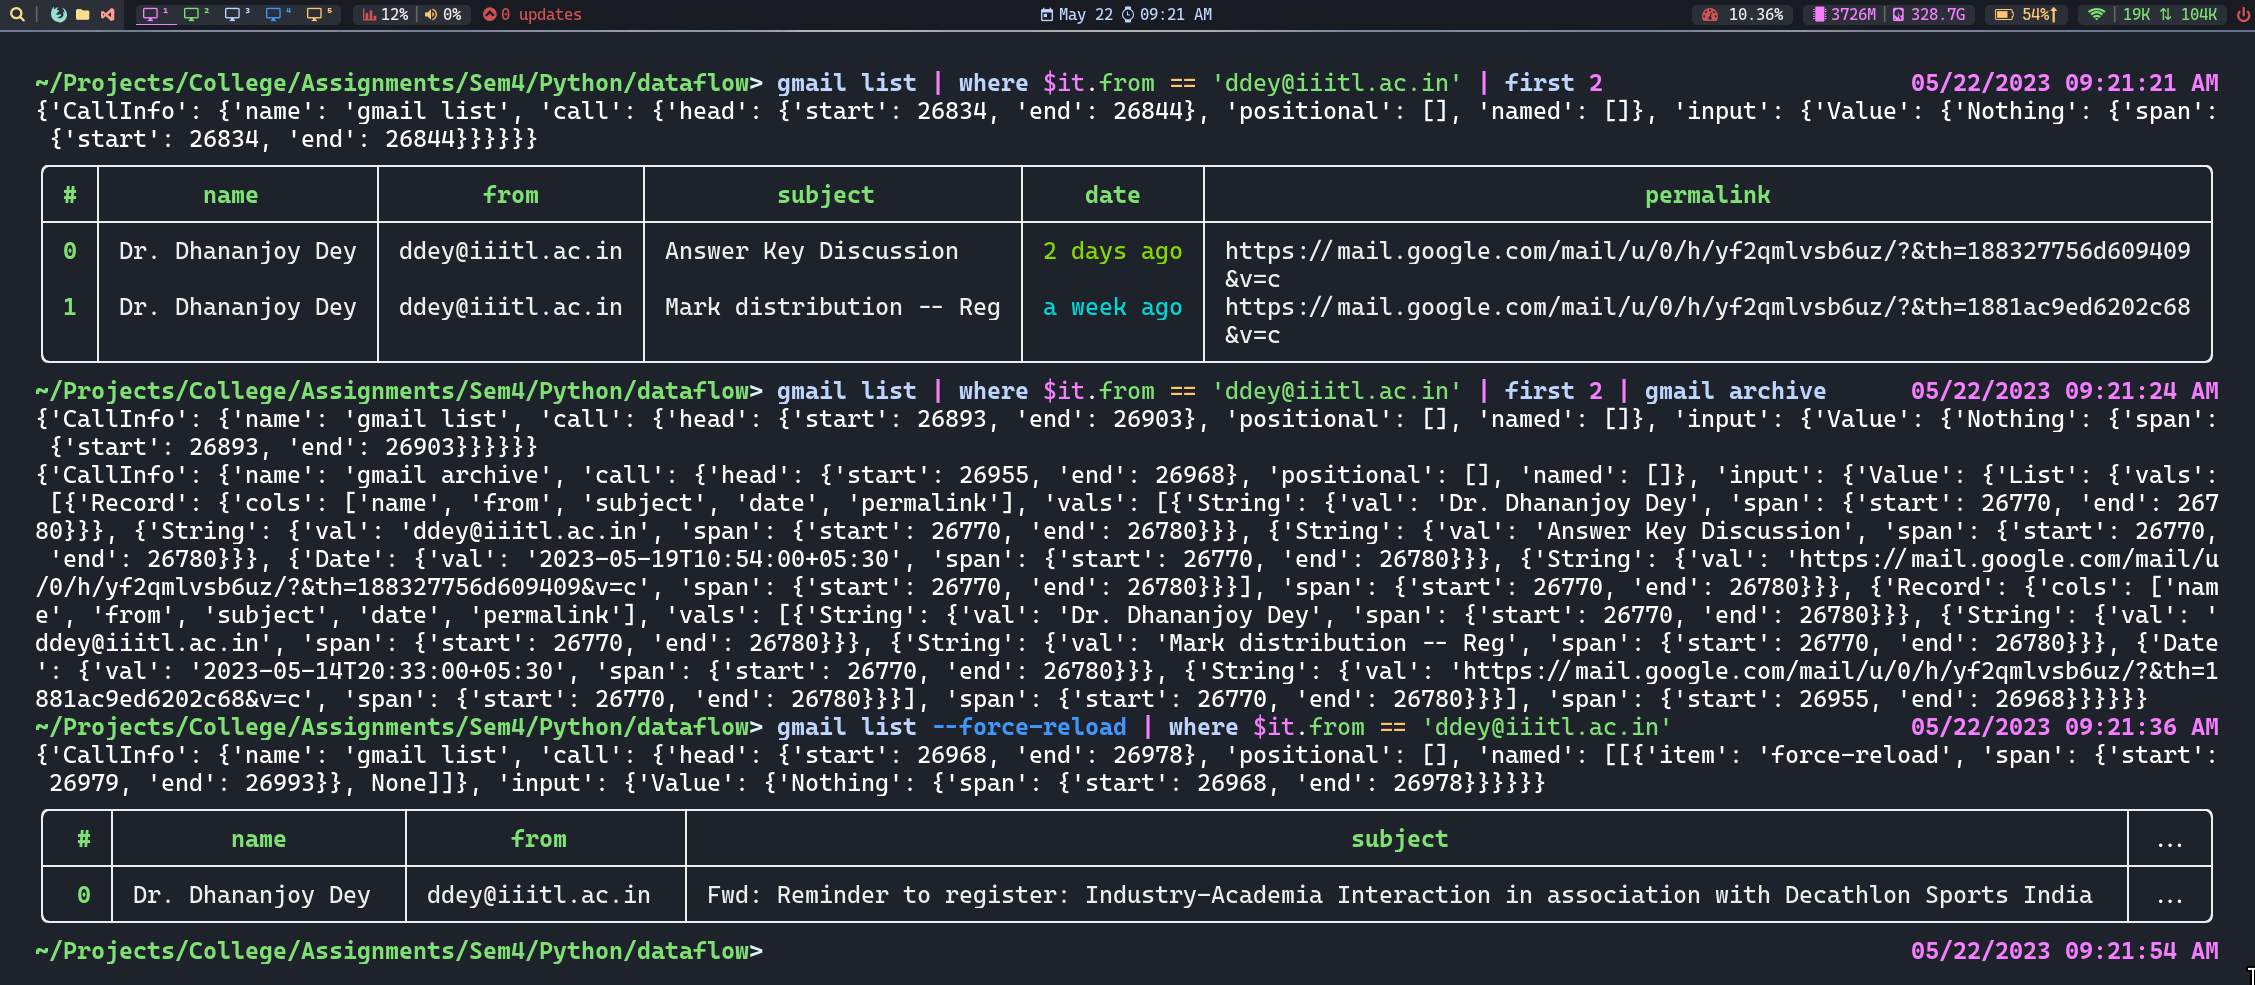 1 2 3 4 5 12% 0% 0 updates May 22 09:21 AM 10.36% 3726M 328.7G 54% 19K 104K
~/Projects/College/Assignments/Sem4/Python/dataflow> gmail list | where $it.from == 'ddey@iiitl.ac.in' | first 2 05/22/2023 09:21:21 AM
{'CallInfo': {'name': 'gmail list', 'call': {'head': {'start': 26834, 'end': 26844}, 'positional': [], 'named': []}, 'input': {'Value': {'Nothing': {'span':
{'start': 26834, 'end': 26844}}}}}}
# name from subject date permalink
0 Dr. Dhananjoy Dey ddey@iiitl.ac.in Answer Key Discussion 2 days ago https://mail.google.com/mail/u/0/h/yf2qmlvsb6uz/?&th=188327756d609409
&v=c
1 Dr. Dhananjoy Dey ddey@iiitl.ac.in Mark distribution -- Reg a week ago https://mail.google.com/mail/u/0/h/yf2qmlvsb6uz/?&th=1881ac9ed6202c68
&v=c
~/Projects/College/Assignments/Sem4/Python/dataflow> gmail list | where $it.from == 'ddey@iiitl.ac.in' | first 2 | gmail archive 05/22/2023 09:21:24 AM
{'CallInfo': {'name': 'gmail list', 'call': {'head': {'start': 26893, 'end': 26903}, 'positional': [], 'named': []}, 'input': {'Value': {'Nothing': {'span':
{'start': 26893, 'end': 26903}}}}}}
{'CallInfo': {'name': 'gmail archive', 'call': {'head': {'start': 26955, 'end': 26968}, 'positional': [], 'named': []}, 'input': {'Value': {'List': {'vals':
[{'Record': {'cols': ['name', 'from', 'subject', 'date', 'permalink'], 'vals': [{'String': {'val': 'Dr. Dhananjoy Dey', 'span': {'start': 26770, 'end': 267
80}}}, {'String': {'val': 'ddey@iiitl.ac.in', 'span': {'start': 26770, 'end': 26780}}}, {'String': {'val': 'Answer Key Discussion', 'span': {'start': 26770,
'end': 26780}}}, {'Date': {'val': '2023-05-19T10:54:00+05:30', 'span': {'start': 26770, 'end': 26780}}}, {'String': {'val': 'https://mail.google.com/mail/u
/0/h/yf2qmlvsb6uz/?&th=188327756d609409&v=c', 'span': {'start': 26770, 'end': 26780}}}], 'span': {'start': 26770, 'end': 26780}}}, {'Record': {'cols': ['nam
e', 'from', 'subject', 'date', 'permalink'], 'vals': [{'String': {'val': 'Dr. Dhananjoy Dey', 'span': {'start': 26770, 'end': 26780}}}, {'String': {'val': '
ddey@iiitl.ac.in', 'span': {'start': 26770, 'end': 26780}}}, {'String': {'val': 'Mark distribution -- Reg', 'span': {'start': 26770, 'end': 26780}}}, {'Date
': {'val': '2023-05-14T20:33:00+05:30', 'span': {'start': 26770, 'end': 26780}}}, {'String': {'val': 'https://mail.google.com/mail/u/0/h/yf2qmlvsb6uz/?&th=1
881ac9ed6202c68&v=c', 'span': {'start': 26770, 'end': 26780}}}], 'span': {'start': 26770, 'end': 26780}}}], 'span': {'start': 26955, 'end': 26968}}}}}}
~/Projects/College/Assignments/Sem4/Python/dataflow> gmail list --force-reload | where $it.from == 'ddey@iiitl.ac.in' 05/22/2023 09:21:36 AM
{'CallInfo': {'name': 'gmail list', 'call': {'head': {'start': 26968, 'end': 26978}, 'positional': [], 'named': [[{'item': 'force-reload', 'span': {'start':
26979, 'end': 26993}}, None]]}, 'input': {'Value': {'Nothing': {'span': {'start': 26968, 'end': 26978}}}}}}
# name from subject ...
0 Dr. Dhananjoy Dey ddey@iiitl.ac.in Fwd: Reminder to register: Industry-Academia Interaction in association with Decathlon Sports India ...
~/Projects/College/Assignments/Sem4/Python/dataflow> 05/22/2023 09:21:54 AM